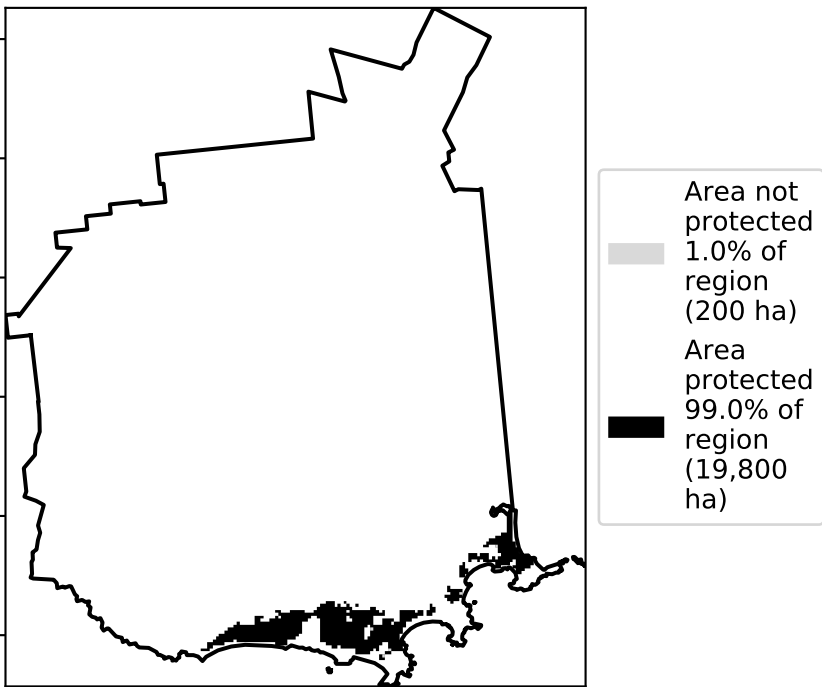 Area not
protected
1.0% of
region
(200 ha)
Area
protected
99.0% of
region
(19,800
ha)